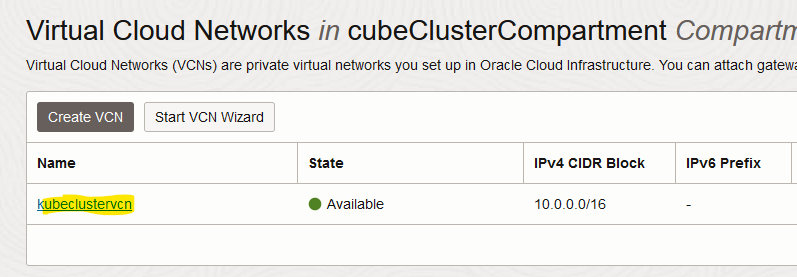 Virtual Cloud Networks in cubeClusterCompartment
Virtual Cloud Networks (VCNs) are private virtual networks you set up in Oracle Cloud Infrastructure. You can attach
Create VCN Start VCN Wizard
Name State IPv4 CIDR Block IPv6 Prefix
kubeclustervcn Available 10.0.0.0/16 -